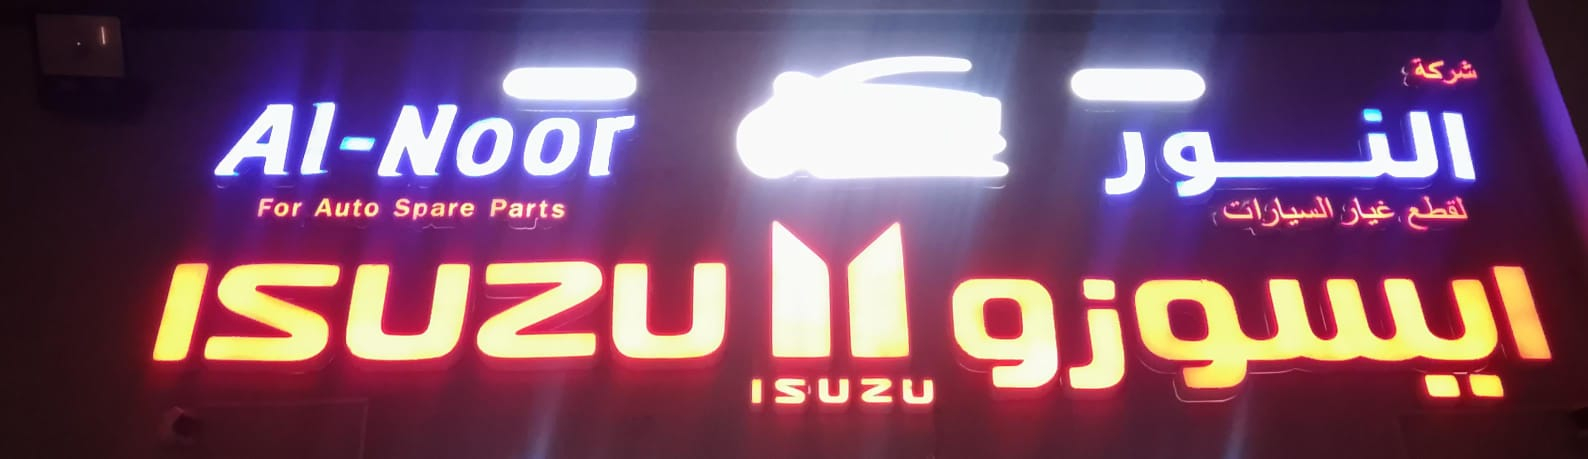 شركة
Al-Noor
النـــور
For Auto Spare Parts
لقطع غيار السيارات
ISUZU
ايسوزو
ISUZU